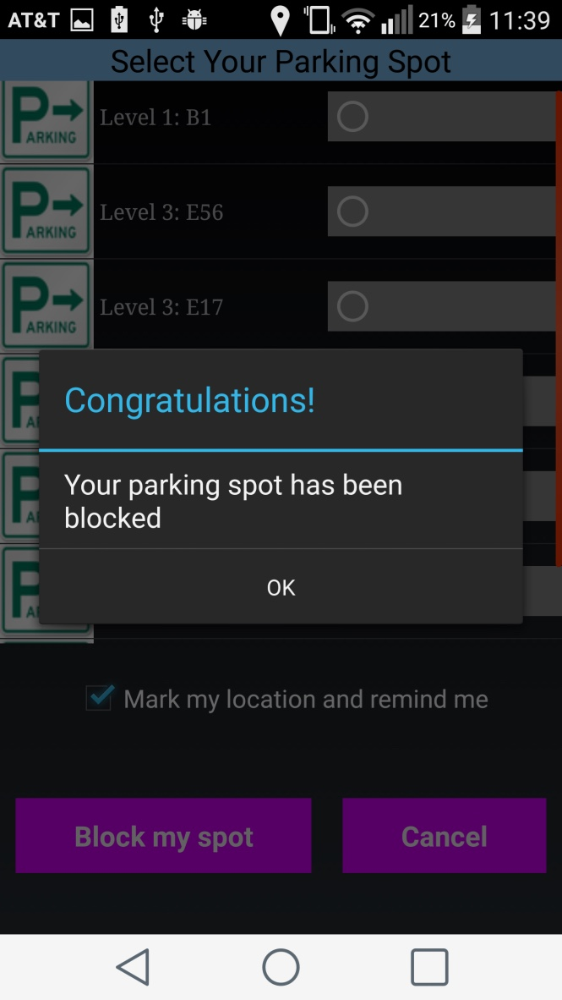 AT&T 21% 11:39
Select Your Parking Spot
P
ARKING
Level 1: B1
P
ARKING
Level 3: E56
P
ARKING
Level 3: E17
Congratulations!
Your parking spot has been
blocked
OK
Mark my location and remind me
Block my spot
Cancel